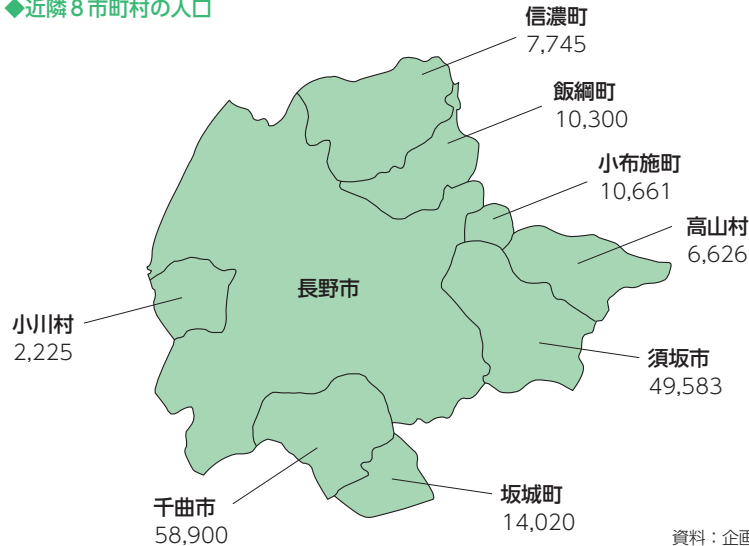 ◆近隣8市町村の人口
信濃町
7,745
飯綱町
10,300
小布施町
10,661
高山村
6,626
長野市
小川村
2,225
須坂市
49,583
千曲市
58,900
坂城町
14,020
資料：企画